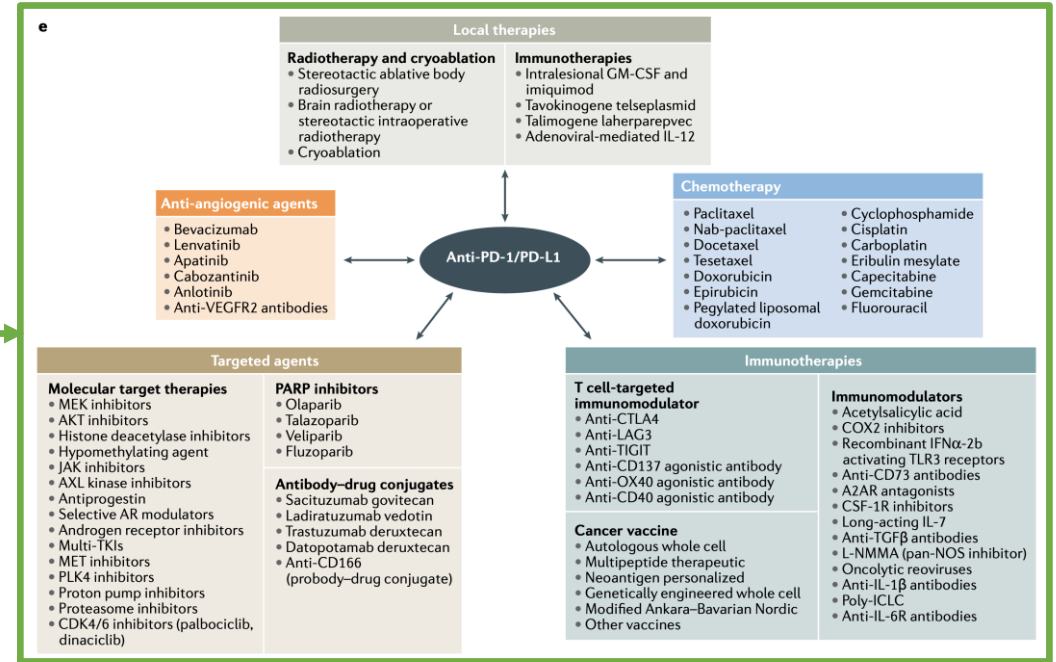 e
Local therapies
Radiotherapy and cryoablation
• Stereotactic ablative body
radiosurgery
• Brain radiotherapy or
stereotactic intraoperative
radiotherapy
• Cryoablation
Immunotherapies
• Intralesional GM-CSF and
imiquimod
• Tavokinogene telseplasmid
• Talimogene laherparepvec
• Adenoviral-mediated IL-12
Anti-angiogenic agents
• Bevacizumab
• Lenvatinib
• Apatinib
• Cabozantinib
• Anlotinib
• Anti-VEGFR2 antibodies
Anti-PD-1/PD-L1
Chemotherapy
• Paclitaxel
• Nab-paclitaxel
• Docetaxel
• Tesetaxel
• Doxorubicin
• Epirubicin
• Pegylated liposomal
doxorubicin
• Cyclophosphamide
• Cisplatin
• Carboplatin
• Eribulin mesylate
• Capecitabine
• Gemcitabine
• Fluorouracil
Targeted agents
Molecular target therapies
• MEK inhibitors
• AKT inhibitors
• Histone deacetylase inhibitors
• Hypomethylating agent
• JAK inhibitors
• AXL kinase inhibitors
• Antiprogestin
• Selective AR modulators
• Androgen receptor inhibitors
• Multi-TKIs
• MET inhibitors
• PLK4 inhibitors
• Proton pump inhibitors
• Proteasome inhibitors
• CDK4/6 inhibitors (palbociclib,
dinaciclib)
PARP inhibitors
• Olaparib
• Talazoparib
• Veliparib
• Fluzoparib
Antibody–drug conjugates
• Sacituzumab govitecan
• Ladiratuzumab vedotin
• Trastuzumab deruxtecan
• Datopotamab deruxtecan
• Anti-CD166
(probody–drug conjugate)
Immunotherapies
T cell-targeted
immunomodulator
• Anti-CTLA4
• Anti-LAG3
• Anti-TIGIT
• Anti-CD137 agonistic antibody
• Anti-OX40 agonistic antibody
• Anti-CD40 agonistic antibody
Cancer vaccine
• Autologous whole cell
• Multipeptide therapeutic
• Neoantigen personalized
• Genetically engineered whole cell
• Modified Ankara–Bavarian Nordic
• Other vaccines
Immunomodulators
• Acetylsalicylic acid
• COX2 inhibitors
• Recombinant IFNα-2b
activating TLR3 receptors
• Anti-CD73 antibodies
• A2AR antagonists
• CSF-1R inhibitors
• Long-acting IL-7
• Anti-TGFβ antibodies
• L-NMMA (pan-NOS inhibitor)
• Oncolytic reoviruses
• Anti-IL-1β antibodies
• Poly-ICLC
• Anti-IL-6R antibodies